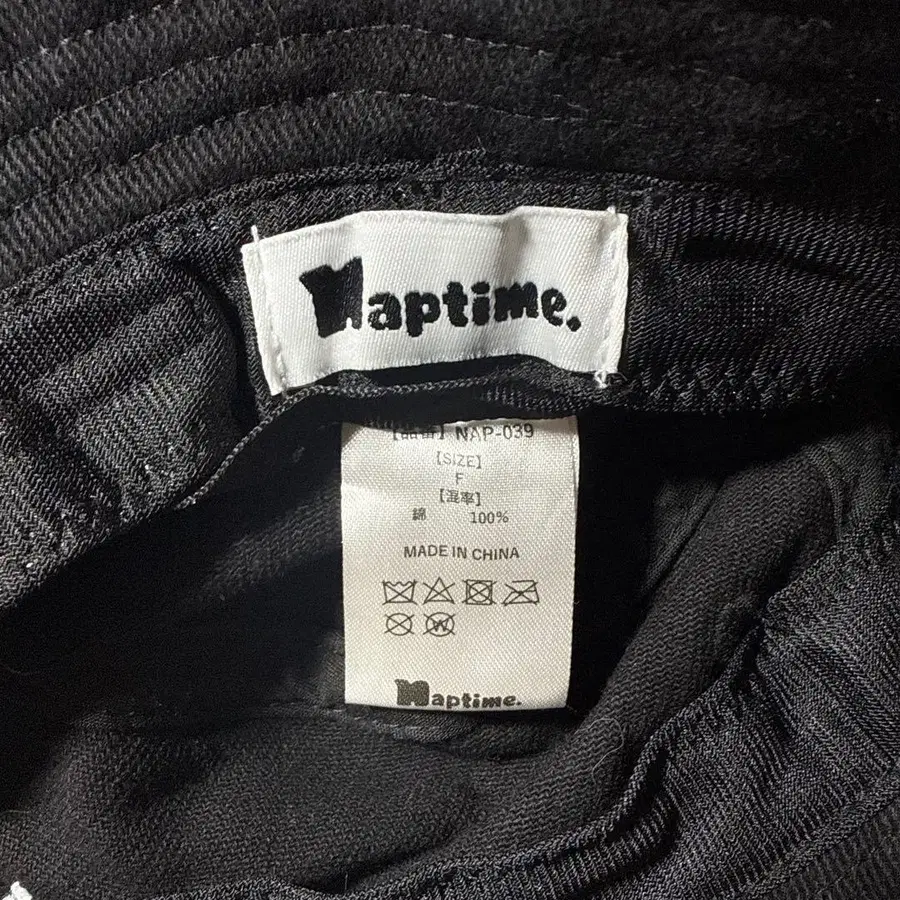 Naptime.
【品番】 NAP-039
[SIZE]
F
【混率】
綿 100%
MADE IN CHINA
W
Naptime.